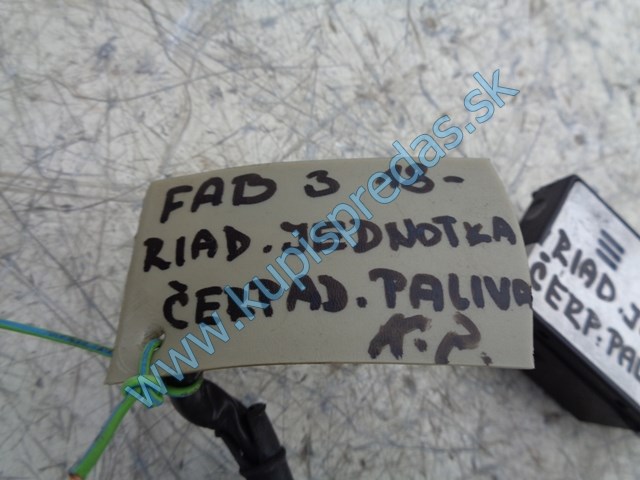 FAB 3
RIAD. JEDNOTKA
ČERPAD. PALIVA
RIAD. J
ČERP. PAL
www.kupispredas.sk